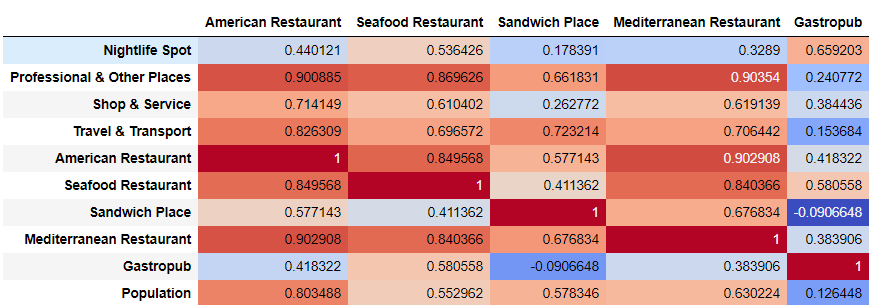 American Restaurant Seafood Restaurant Sandwich Place Mediterranean Restaurant Gastropub
Nightlife Spot 0.440121 0.536426 0.178391 0.3289 0.659203
Professional & Other Places 0.900885 0.869626 0.661831 0.90354 0.240772
Shop & Service 0.714149 0.610402 0.262772 0.619139 0.384436
Travel & Transport 0.826309 0.696572 0.723214 0.706442 0.153684
American Restaurant 1 0.849568 0.577143 0.902908 0.418322
Seafood Restaurant 0.849568 1 0.411362 0.840366 0.580558
Sandwich Place 0.577143 0.411362 1 0.676834 -0.0906648
Mediterranean Restaurant 0.902908 0.840366 0.676834 1 0.383906
Gastropub 0.418322 0.580558 -0.0906648 0.383906 1
Population 0.803488 0.552962 0.578346 0.630224 0.126448